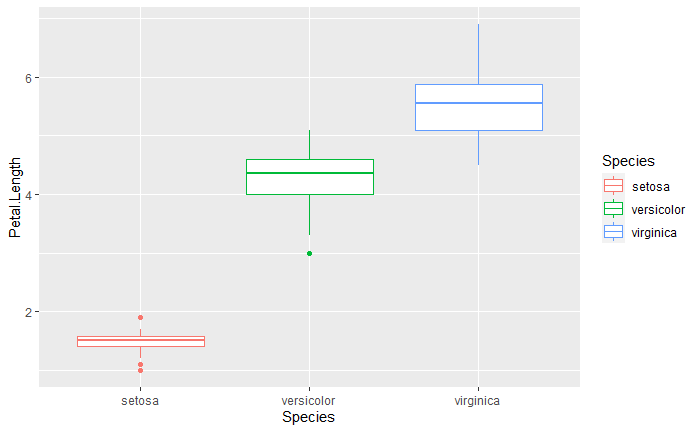 Petal.Length
6
4
2
setosa
versicolor
virginica
Species
Species
setosa
versicolor
virginica